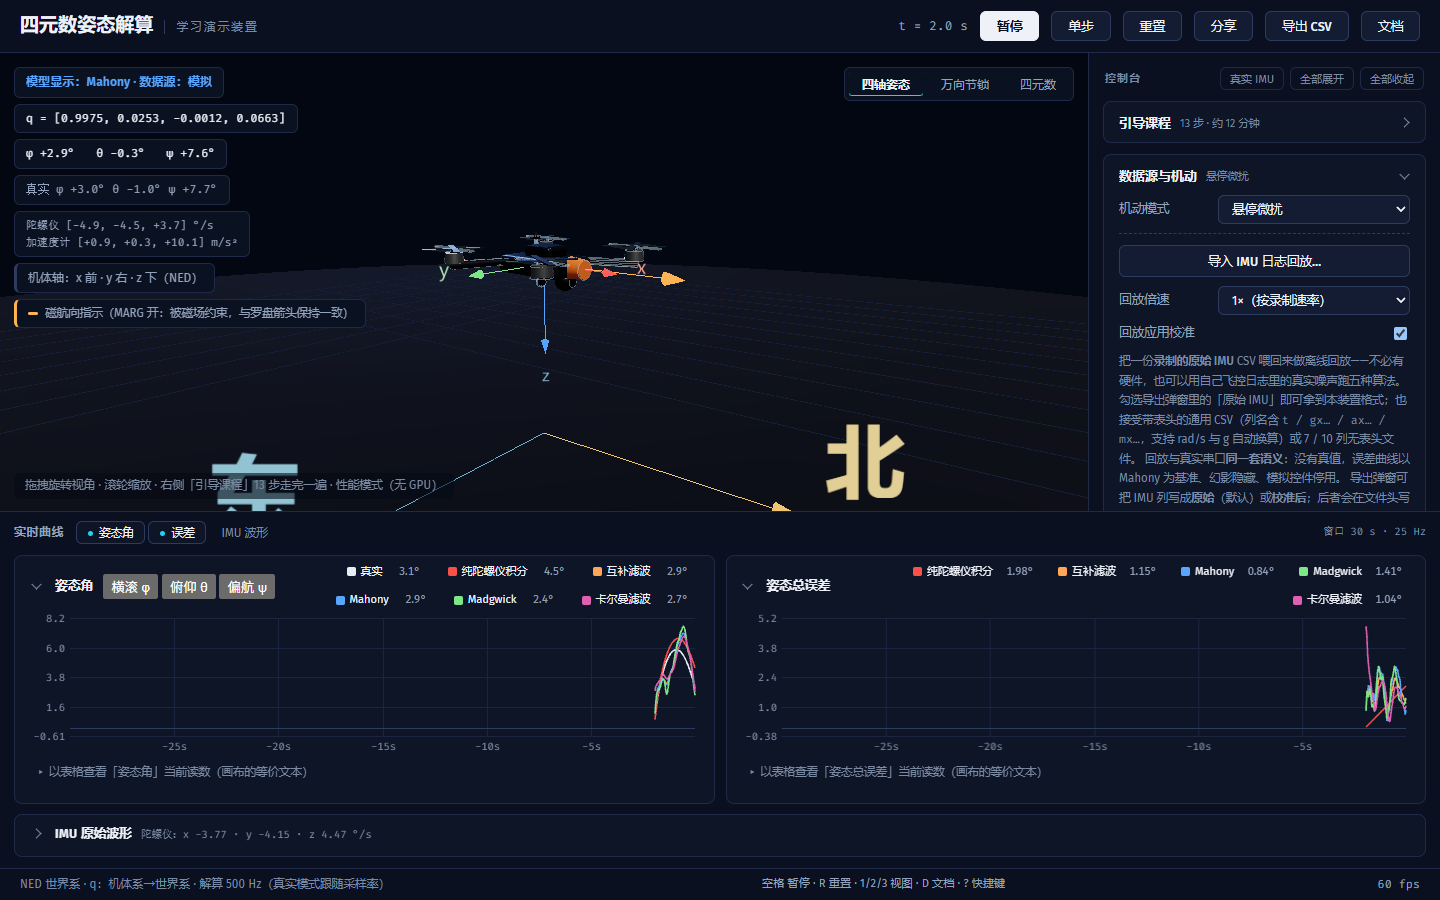 四元数姿态解算 学习演示装置
t = 2.0 s 暂停 单步 重置 分享 导出 CSV 文档
模型显示：Mahony · 数据源：模拟
q = [0.9975, 0.0253, −0.0012, 0.0663]
φ +2.9° θ −0.3° ψ +7.6°
真实 φ +3.0° θ −1.0° ψ +7.7°
陀螺仪 [−4.9, −4.5, +3.7] °/s
加速度计 [+0.9, +0.3, +10.1] m/s²
机体轴：x 前 · y 右 · z 下（NED）
磁航向指示（MARG 开：被磁场约束，与罗盘箭头保持一致）
四轴姿态 万向节锁 四元数
y
x
z
北
东
拖拽旋转视角 · 滚轮缩放 · 右侧「引导课程」13 步走完一遍 · 性能模式（无 GPU）
控制台 真实 IMU 全部展开 全部收起
引导课程 13 步 · 约 12 分钟
数据源与机动 悬停微扰
机动模式 悬停微扰
导入 IMU 日志回放…
回放倍速 1×（按录制速率）
回放应用校准
把一份录制的原始 IMU CSV 喂回来做离线回放——不必有
硬件，也可以用自己飞控日志里的真实噪声跑五种算法。
勾选导出弹窗里的「原始 IMU」即可拿到本装置格式；也
接受带表头的通用 CSV（列名含 t / gx… / ax… /
mx…，支持 rad/s 与 g 自动换算）或 7 / 10 列无表头文
件。 回放与真实串口同一套语义：没有真值，误差曲线以
Mahony 为基准、幻影隐藏、模拟控件停用。 导出弹窗可
把 IMU 列写成原始（默认）或校准后；后者会在文件头写
实时曲线 姿态角 误差 IMU 波形 窗口 30 s · 25 Hz
姿态角 横滚 φ 俯仰 θ 偏航 ψ
真实 3.1° 纯陀螺仪积分 4.5° 互补滤波 2.9°
Mahony 2.9° Madgwick 2.4° 卡尔曼滤波 2.7°
8.2
6.0
3.8
1.6
−0.61
−25s −20s −15s −10s −5s
▸ 以表格查看「姿态角」当前读数（画布的等价文本）
姿态总误差
纯陀螺仪积分 1.98° 互补滤波 1.15° Mahony 0.84° Madgwick 1.41°
卡尔曼滤波 1.04°
5.2
3.8
2.4
1.0
−0.38
−25s −20s −15s −10s −5s
▸ 以表格查看「姿态总误差」当前读数（画布的等价文本）
IMU 原始波形 陀螺仪: x −3.77 · y −4.15 · z 4.47 °/s
NED 世界系 · q: 机体系→世界系 · 解算 500 Hz（真实模式跟随采样率）
空格 暂停 · R 重置 · 1/2/3 视图 · D 文档 · ? 快捷键
60 fps